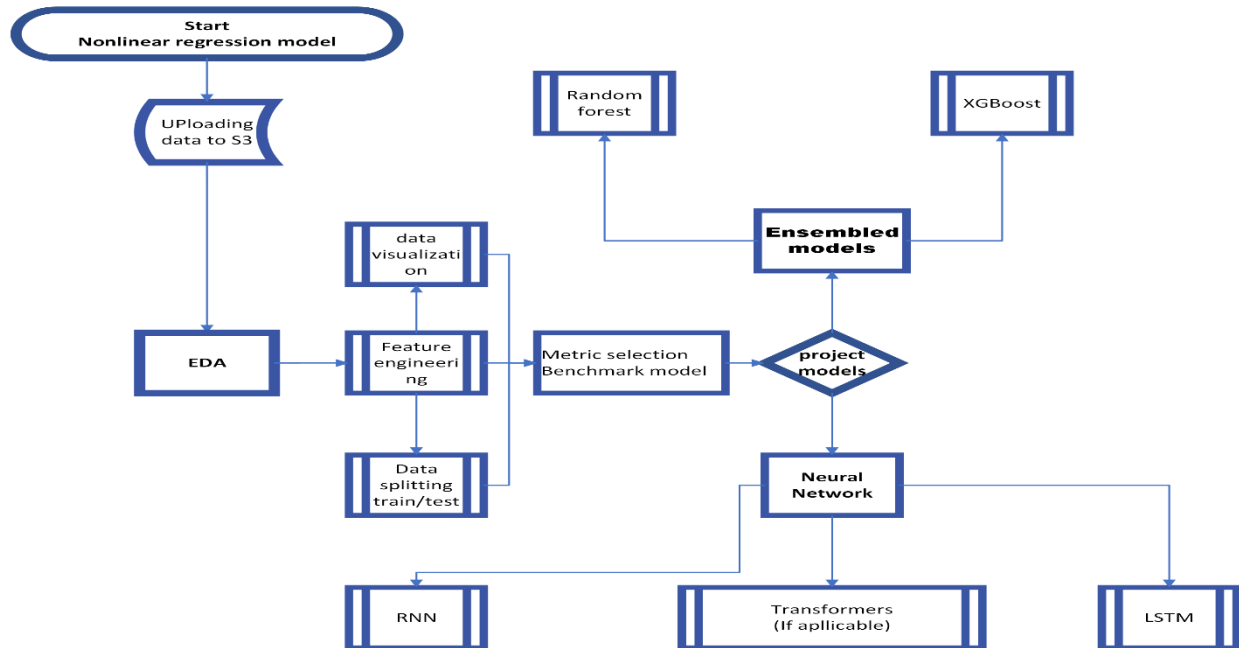 Start
Nonlinear regression model
UPloading
data to S3
Random
forest
XGBoost
Ensembled
models
data
visualizati
on
EDA
Feature
engineeri
ng
Metric selection
Benchmark model
project
models
Data
splitting
train/test
Neural
Network
RNN
Transformers
(If apllicable)
LSTM